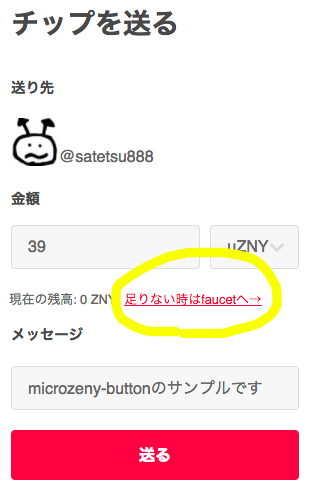 チップを送る
送り先
@satetsu888
金額
39
uZNY
現在の残高: 0 ZNY 足りない時はfaucetへ→
メッセージ
microzeny-buttonのサンプルです
送る